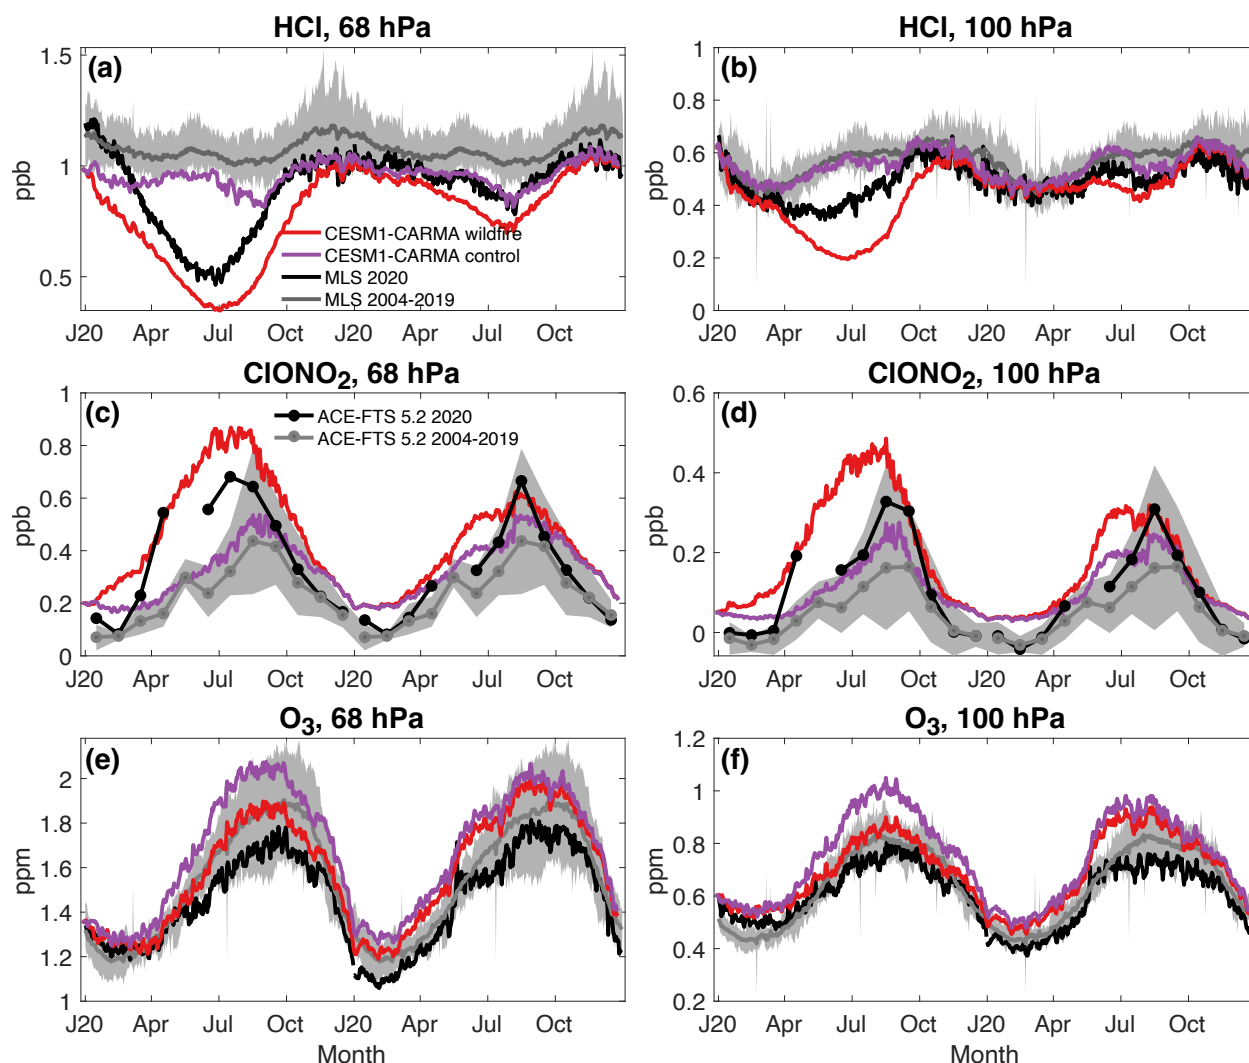 HCl, 68 hPa
(a)
1.5
1
0.5
ppb
CESM1-CARMA wildfire
CESM1-CARMA control
MLS 2020
MLS 2004-2019
J20 Apr Jul Oct J20 Apr Jul Oct
HCl, 100 hPa
(b)
1
0.8
0.6
0.4
0.2
0
ppb
J20 Apr Jul Oct J20 Apr Jul Oct
ClONO2, 68 hPa
(c)
1
0.8
0.6
0.4
0.2
0
ppb
ACE-FTS 5.2 2020
ACE-FTS 5.2 2004-2019
J20 Apr Jul Oct J20 Apr Jul Oct
ClONO2, 100 hPa
(d)
0.6
0.4
0.2
0
ppb
J20 Apr Jul Oct J20 Apr Jul Oct
O3, 68 hPa
(e)
2
1.8
1.6
1.4
1.2
1
ppm
J20 Apr Jul Oct J20 Apr Jul Oct
Month
O3, 100 hPa
(f)
1.2
1
0.8
0.6
0.4
0.2
ppm
J20 Apr Jul Oct J20 Apr Jul Oct
Month